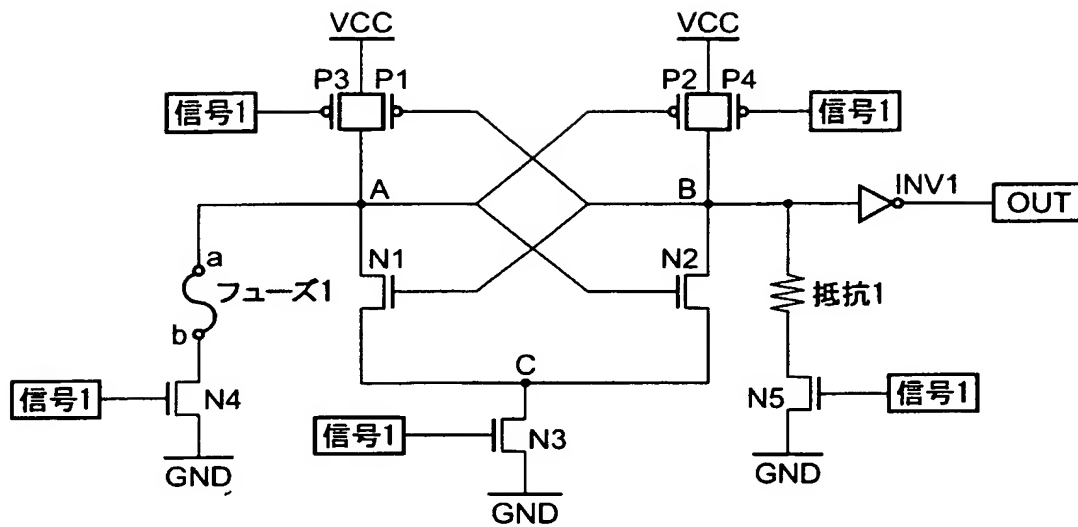 VCC
VCC
P3 P1
P2 P4
信号1
信号1
A
B
INV1
OUT
a
フューズ1
N1
N2
抵抗1
b
C
信号1
N4
信号1
N3
N5
信号1
GND
GND
GND